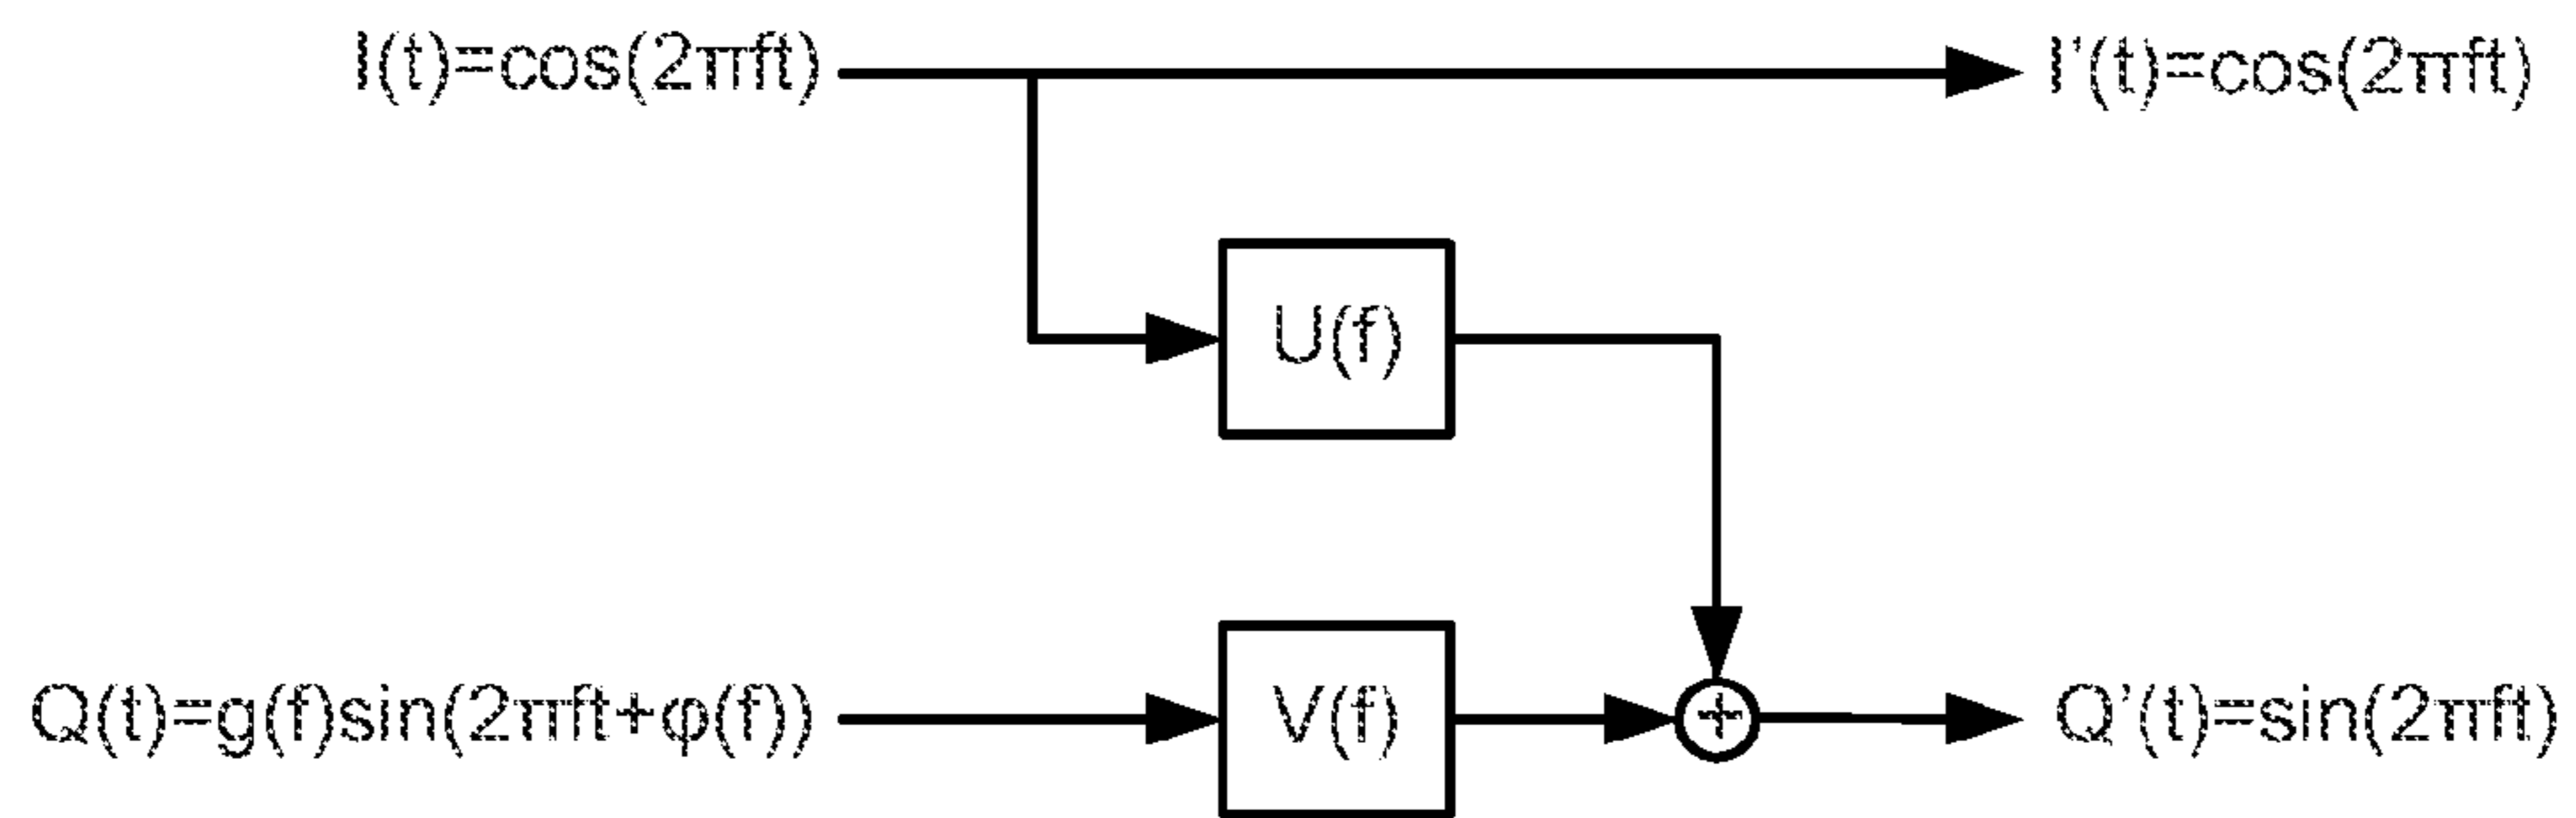 I(t)=cos(2πft)
I'(t)=cos(2πft)
U(f)
Q(t)=g(f)sin(2πft+φ(f))
V(f)
+
Q'(t)=sin(2πft)